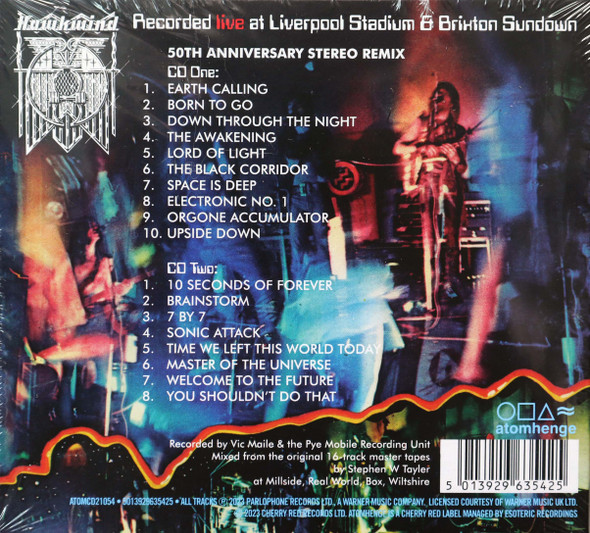 Hawkwind
Recorded live at Liverpool Stadium & Brixton Sundown
50TH ANNIVERSARY STEREO REMIX
CD One:
1. EARTH CALLING
2. BORN TO GO
3. DOWN THROUGH THE NIGHT
4. THE AWAKENING
5. LORD OF LIGHT
6. THE BLACK CORRIDOR
7. SPACE IS DEEP
8. ELECTRONIC NO. 1
9. ORGONE ACCUMULATOR
10. UPSIDE DOWN
CD Two:
1. 10 SECONDS OF FOREVER
2. BRAINSTORM
3. 7 BY 7
4. SONIC ATTACK
5. TIME WE LEFT THIS WORLD TODAY
6. MASTER OF THE UNIVERSE
7. WELCOME TO THE FUTURE
8. YOU SHOULDN'T DO THAT
atomhenge
Recorded by Vic Maile & the Pye Mobile Recording Unit
Mixed from the original 16-track master tapes
by Stephen W Tayler
at Millside, Real World, Box, Wiltshire
5 013929 635425
ATOMCD21054 • 5013929635425 • ALL TRACKS ℗ 2023 PARLOPHONE RECORDS LTD., A WARNER MUSIC COMPANY, LICENSED COURTESY OF WARNER MUSIC UK LTD.
© 2023 CHERRY RED RECORDS LTD. ATOMHENGE IS A CHERRY RED LABEL MANAGED BY ESOTERIC RECORDINGS